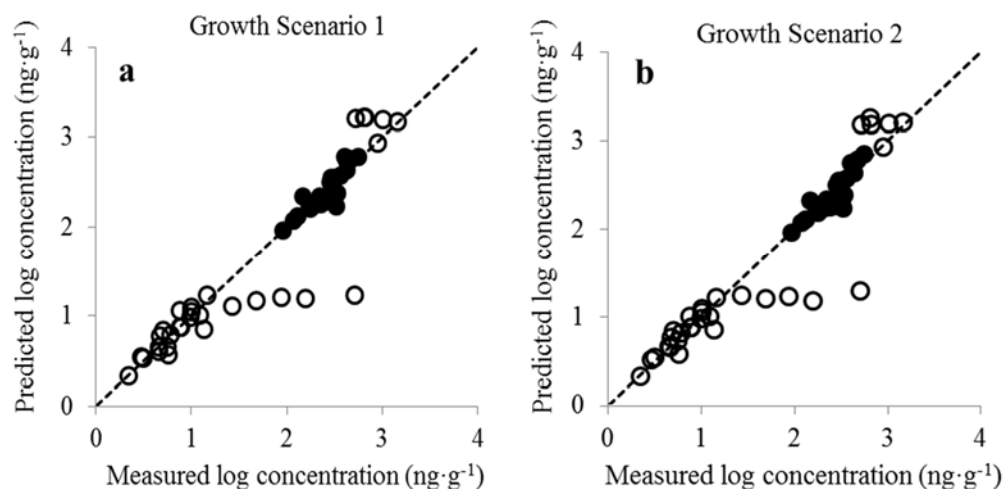 Growth Scenario 1
a
Predicted log concentration (ng·g⁻¹)
4
3
2
1
0
0 1 2 3 4
Measured log concentration (ng·g⁻¹)
Growth Scenario 2
b
Predicted log concentration (ng·g⁻¹)
4
3
2
1
0
0 1 2 3 4
Measured log concentration (ng·g⁻¹)